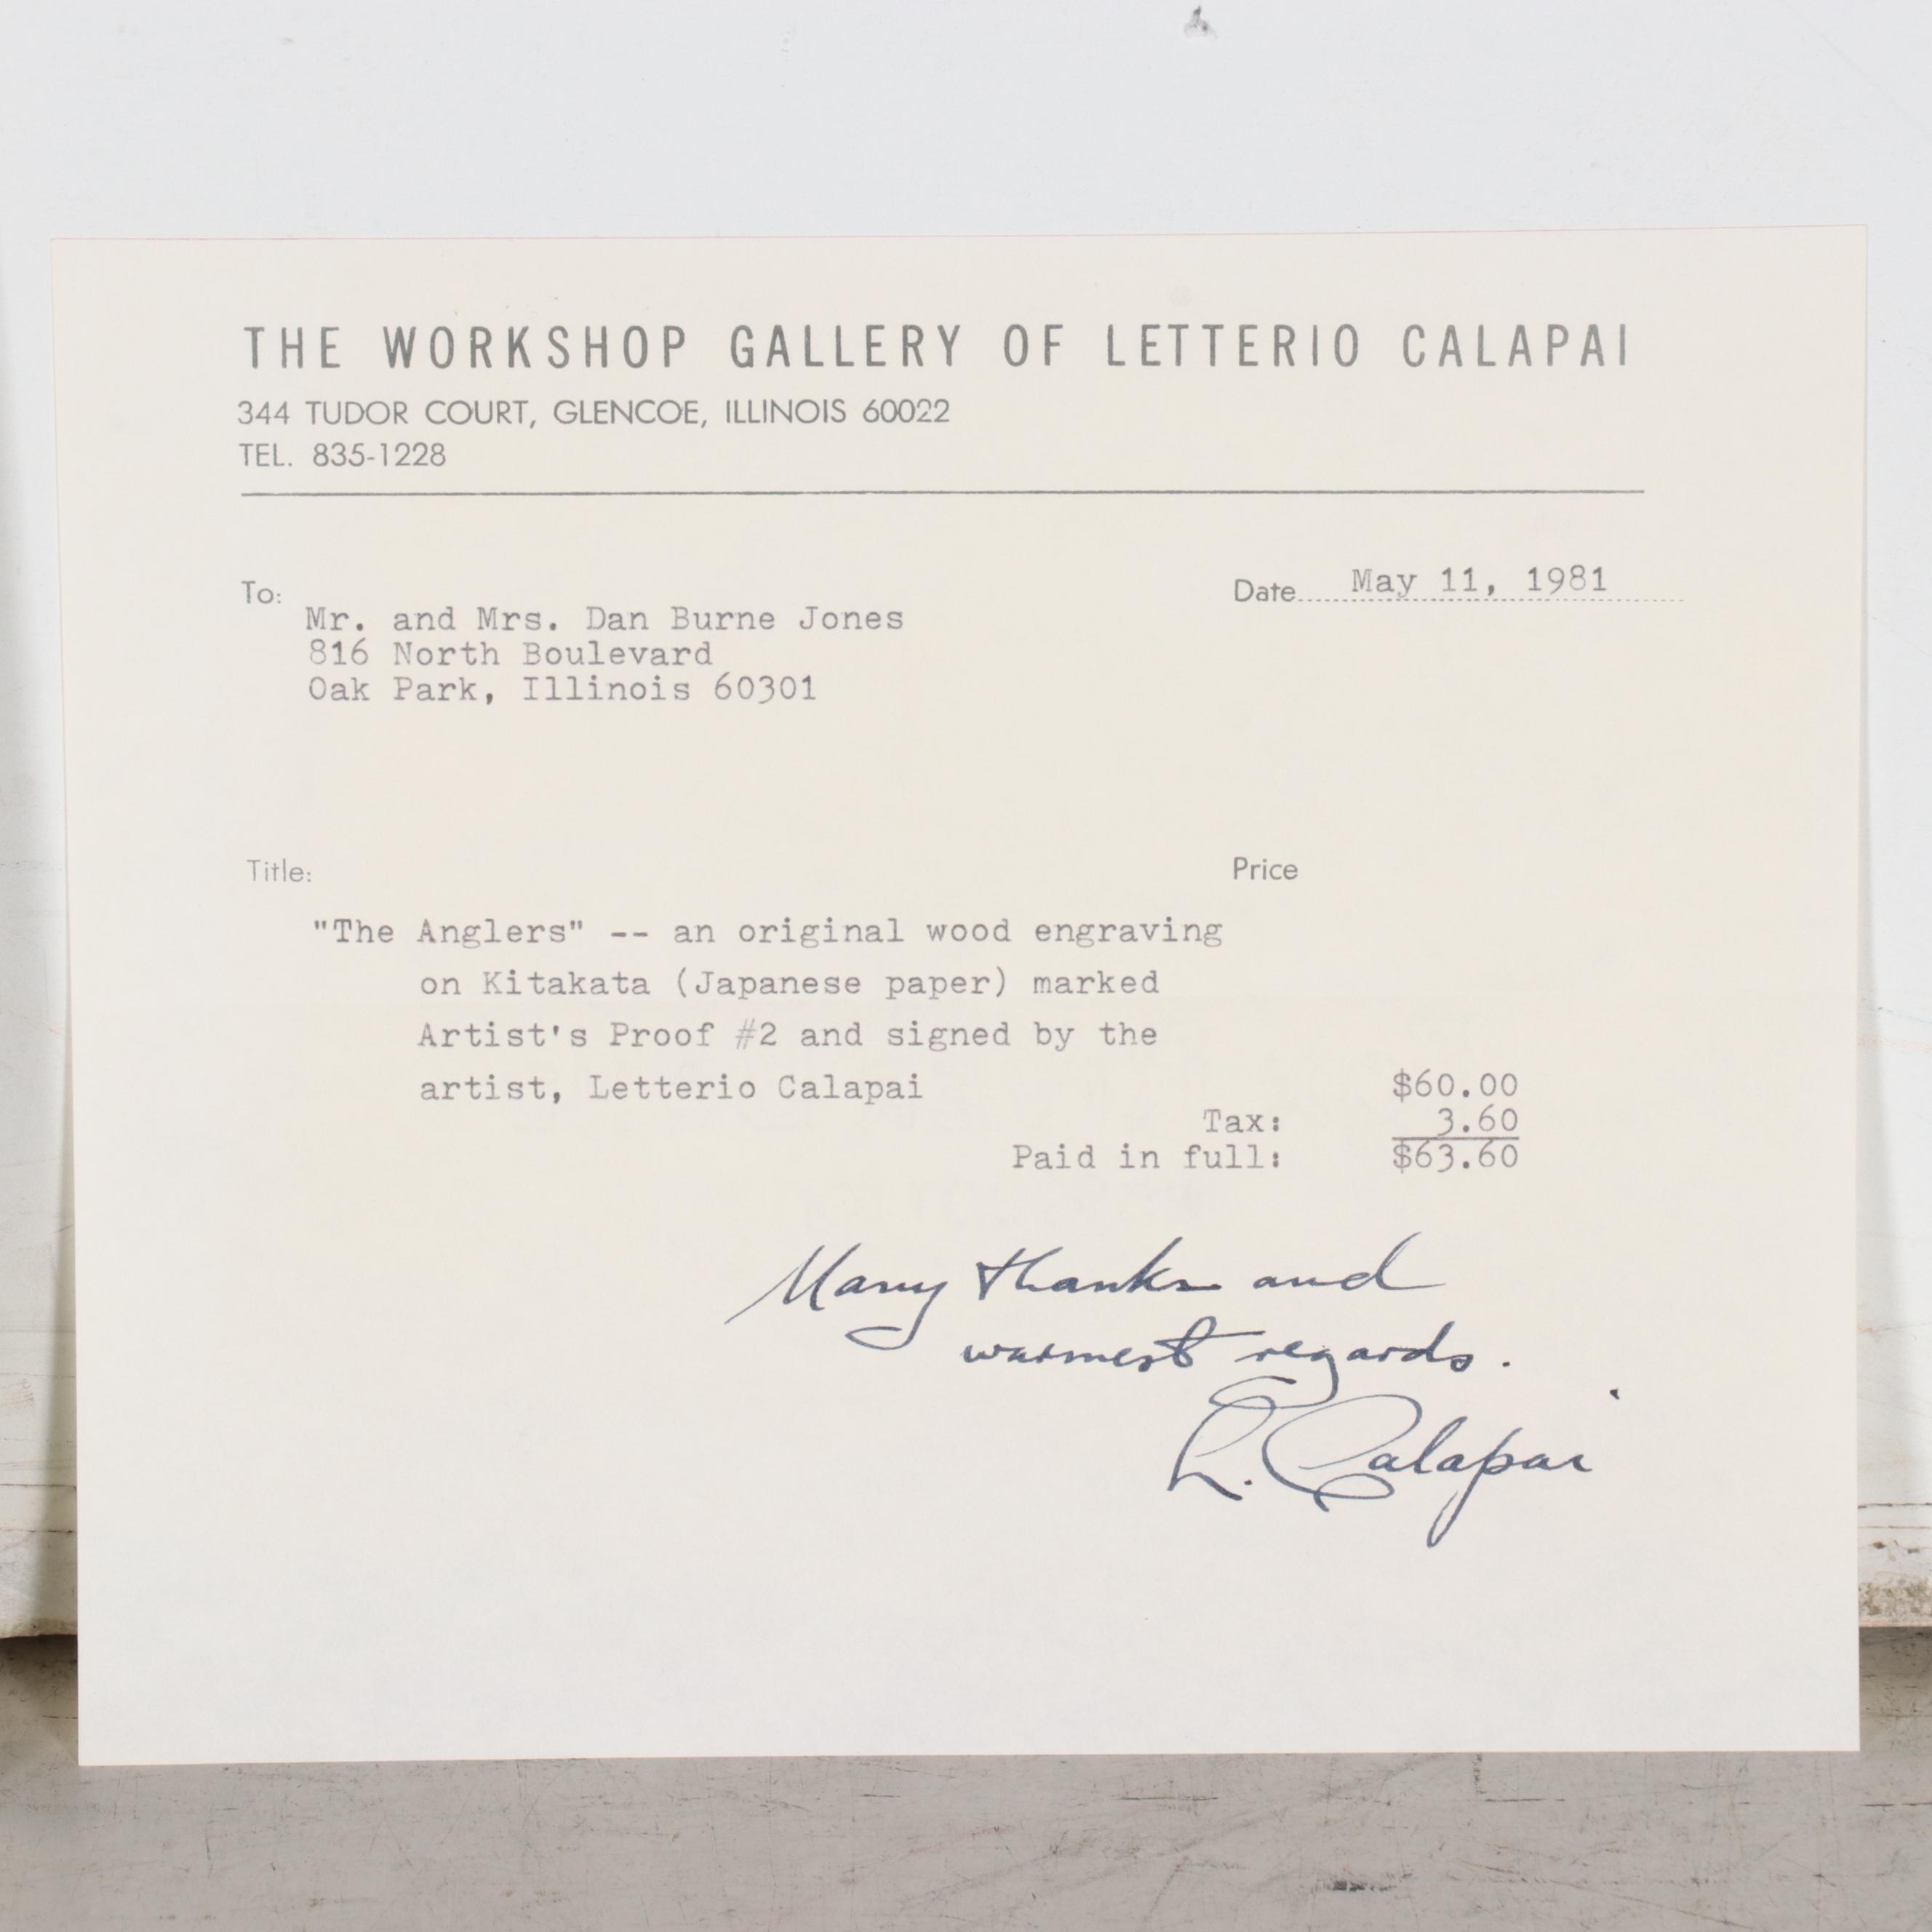 THE WORKSHOP GALLERY OF LETTERIO CALAPAI
344 TUDOR COURT, GLENCOE, ILLINOIS 60022
TEL. 835-1228
To:
Mr. and Mrs. Dan Burne Jones
816 North Boulevard
Oak Park, Illinois 60301
Date May 11, 1981
Title:
Price
"The Anglers" -- an original wood engraving
on Kitakata (Japanese paper) marked
Artist's Proof #2 and signed by the
artist, Letterio Calapai $60.00
Tax: 3.60
Paid in full: $63.60
Many thanks and
warmest regards.
L. Calapai